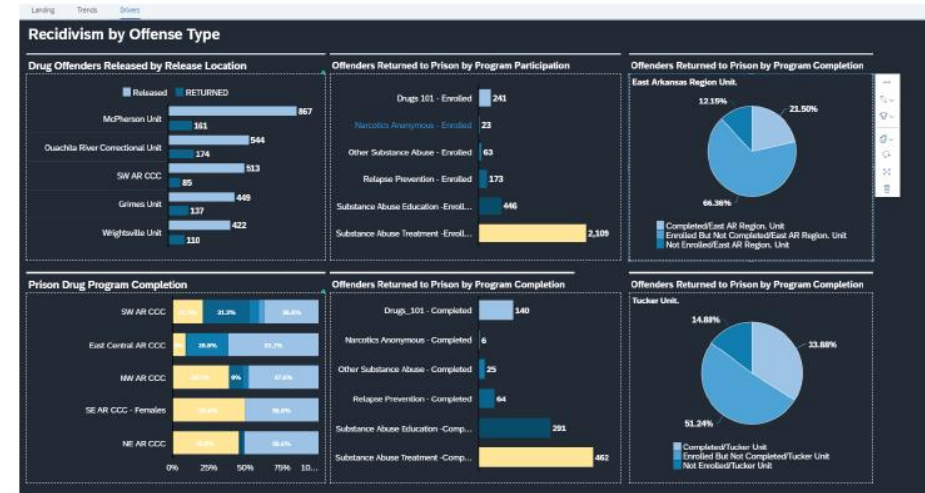 Landing Trends Drivers
Recidivism by Offense Type
Drug Offenders Released by Release Location
Released RETURNED
McPherson Unit 867
161
Ouachita River Correctional Unit 544
174
SW AR CCC 513
85
Grimes Unit 449
137
Wrightsville Unit 422
110
Offenders Returned to Prison by Program Participation
Drugs 101 - Enrolled 241
Narcotics Anonymous - Enrolled 23
Other Substance Abuse - Enrolled 63
Relapse Prevention - Enrolled 173
Substance Abuse Education -Enroll... 446
Substance Abuse Treatment -Enroll... 2,109
Offenders Returned to Prison by Program Completion
East Arkansas Region Unit.
12.15%
21.50%
66.36%
Completed/East AR Region. Unit
Enrolled But Not Completed/East AR Region. Unit
Not Enrolled/East AR Region. Unit
Prison Drug Program Completion
SW AR CCC 31.3%
East Central AR CCC
NW AR CCC
SE AR CCC - Females
NE AR CCC
0% 25% 50% 75% 10...
Offenders Returned to Prison by Program Completion
Drugs_101 - Completed 140
Narcotics Anonymous - Completed 6
Other Substance Abuse - Completed 25
Relapse Prevention - Completed 64
Substance Abuse Education -Comp... 291
Substance Abuse Treatment -Comp... 462
Offenders Returned to Prison by Program Completion
Tucker Unit.
14.88%
33.88%
51.24%
Completed/Tucker Unit
Enrolled But Not Completed/Tucker Unit
Not Enrolled/Tucker Unit